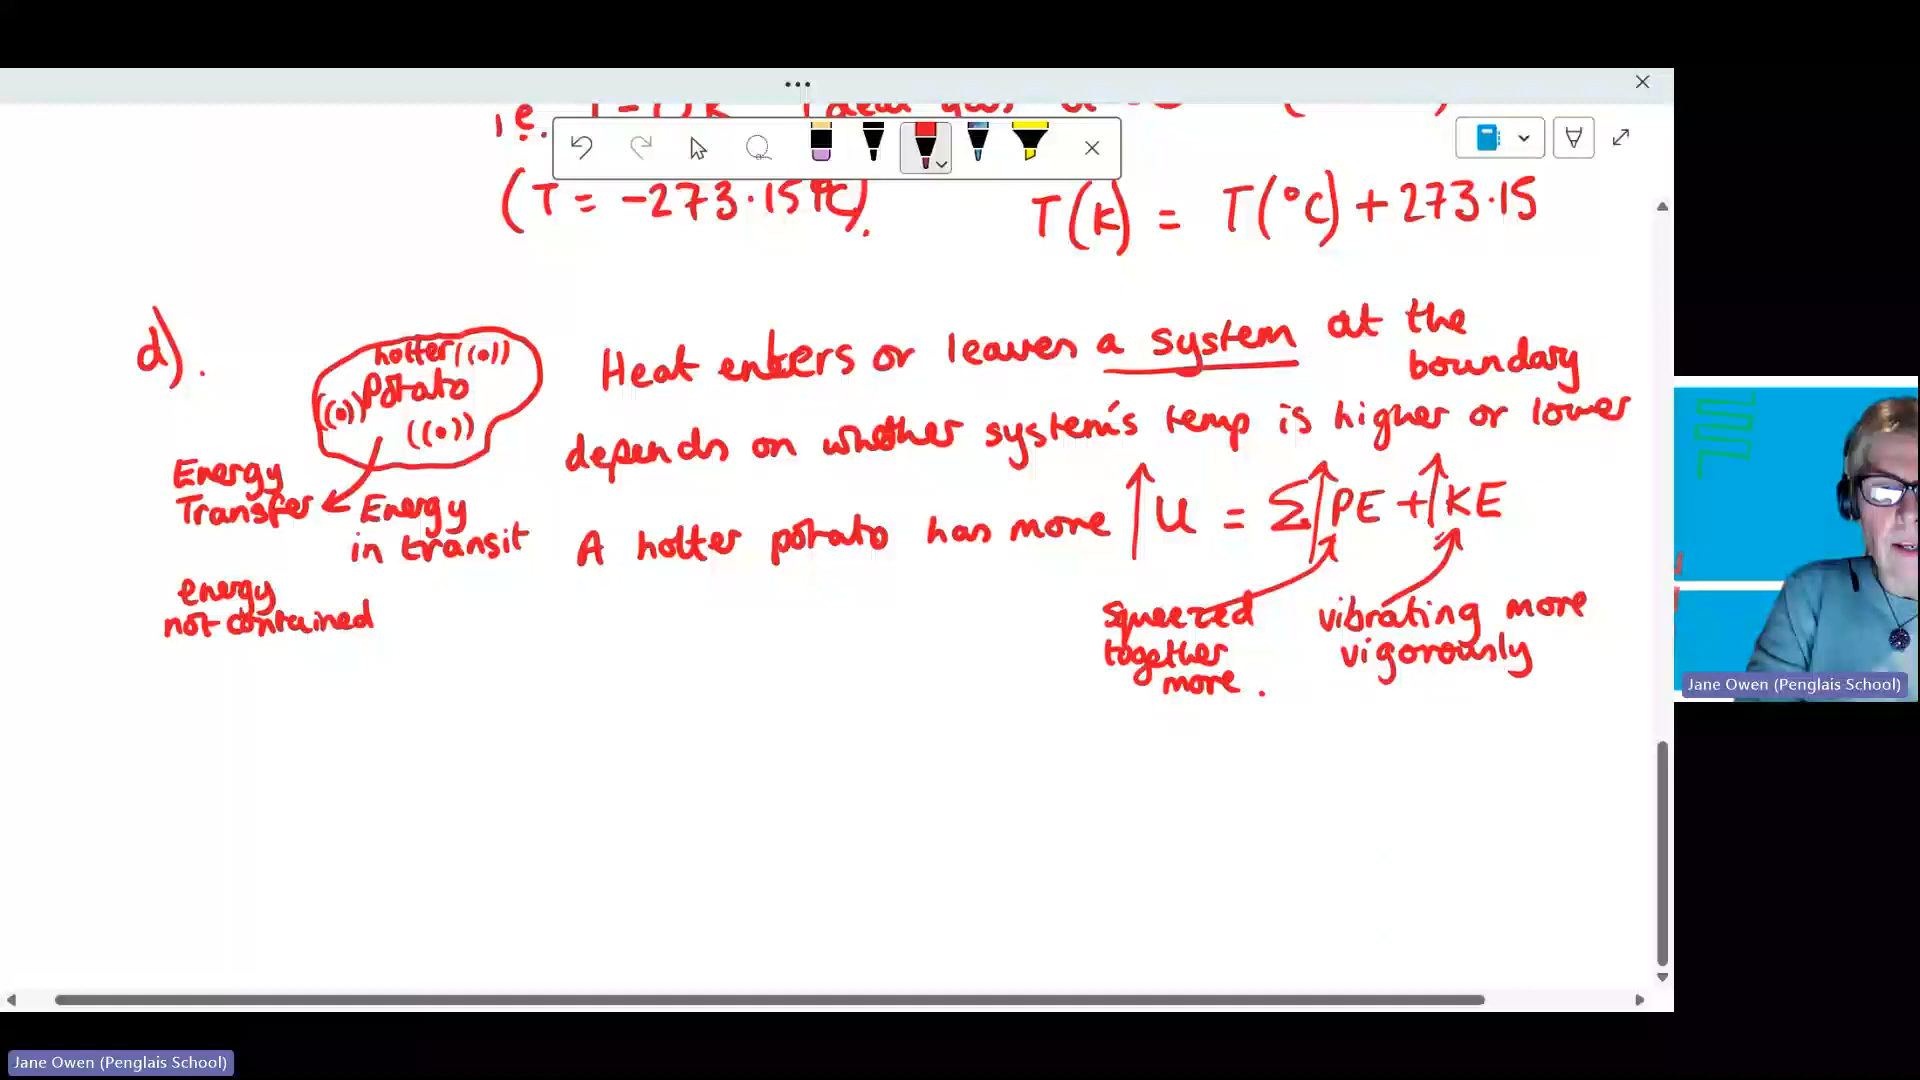 i.e.
(T = -273.15°C).
T(K) = T(°C) + 273.15
d).
hotter
potato
Heat enters or leaves a system at the
boundary
depends on whether system's temp is higher or lower
Energy
Transfer
Energy
in transit
A hotter potato has more U = Σ PE + KE
energy
not contained
squeezed
together
more.
vibrating more
vigorously
Jane Owen (Penglais School)
Jane Owen (Penglais School)